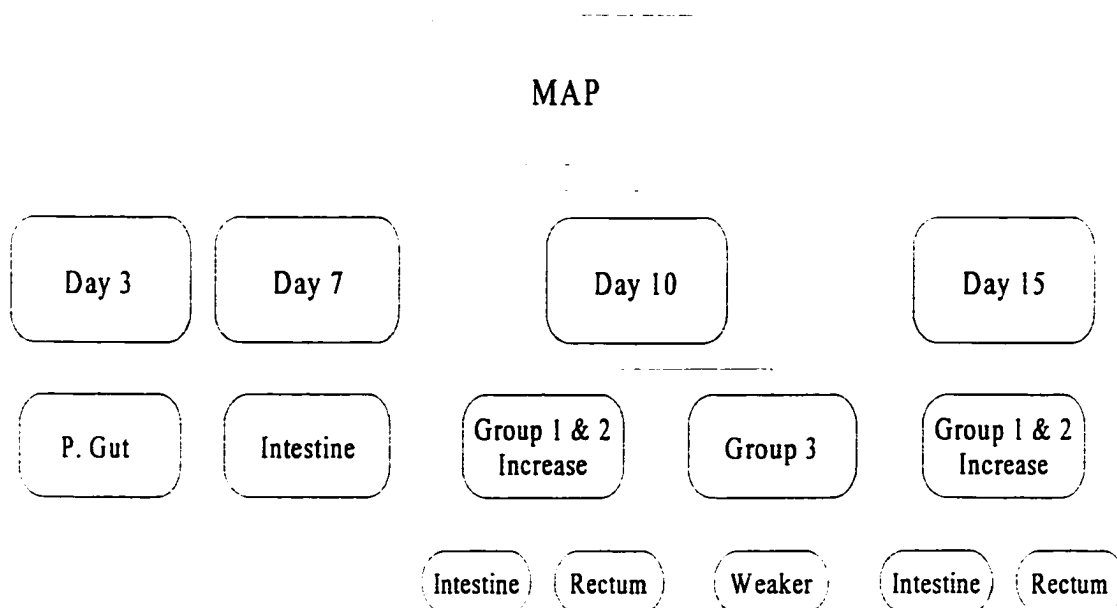 MAP
Day 3
Day 7
Day 10
Day 15
P. Gut
Intestine
Group 1 & 2
Increase
Group 3
Group 1 & 2
Increase
Intestine
Rectum
Weaker
Intestine
Rectum